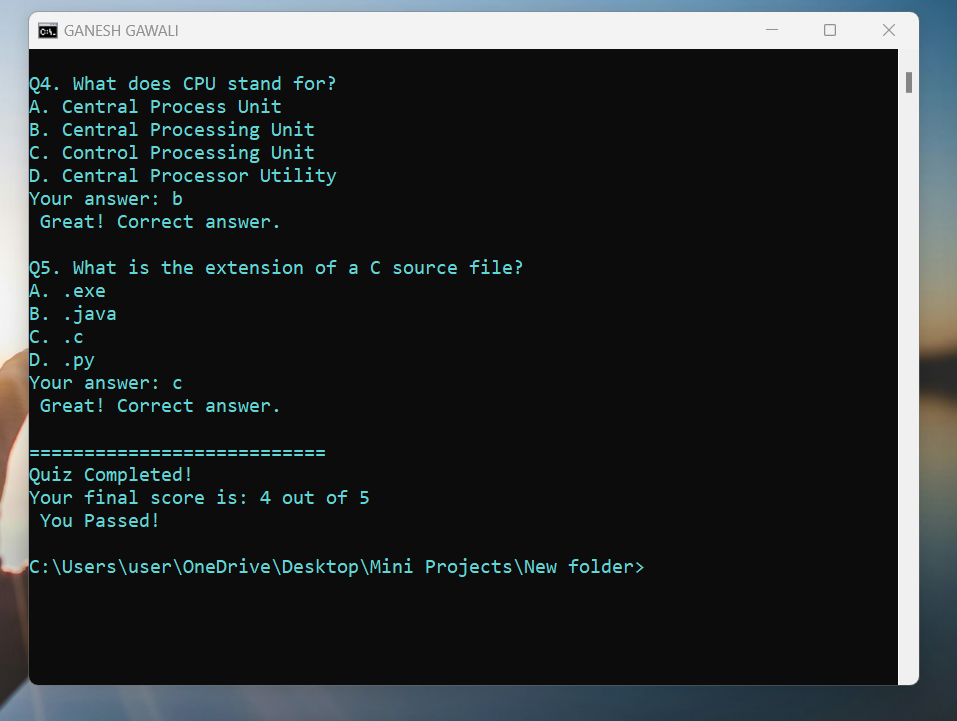 GANESH GAWALI
Q4. What does CPU stand for?
A. Central Process Unit
B. Central Processing Unit
C. Control Processing Unit
D. Central Processor Utility
Your answer: b
Great! Correct answer.
Q5. What is the extension of a C source file?
A. .exe
B. .java
C. .c
D. .py
Your answer: c
Great! Correct answer.
===========================
Quiz Completed!
Your final score is: 4 out of 5
You Passed!
C:\Users\user\OneDrive\Desktop\Mini Projects\New folder>